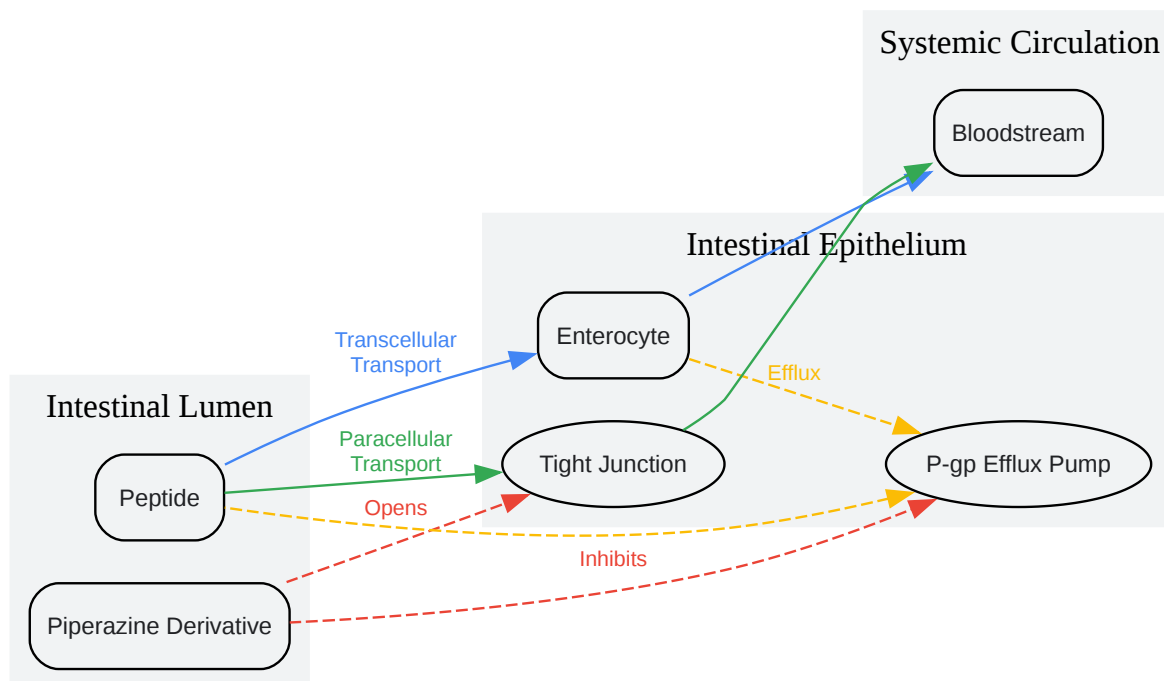 Systemic Circulation
Bloodstream
Intestinal Epithelium
Enterocyte
Transcellular
Transport
Efflux
Intestinal Lumen
Paracellular
Transport
Tight Junction
P-gp Efflux Pump
Peptide
Opens
Inhibits
Piperazine Derivative